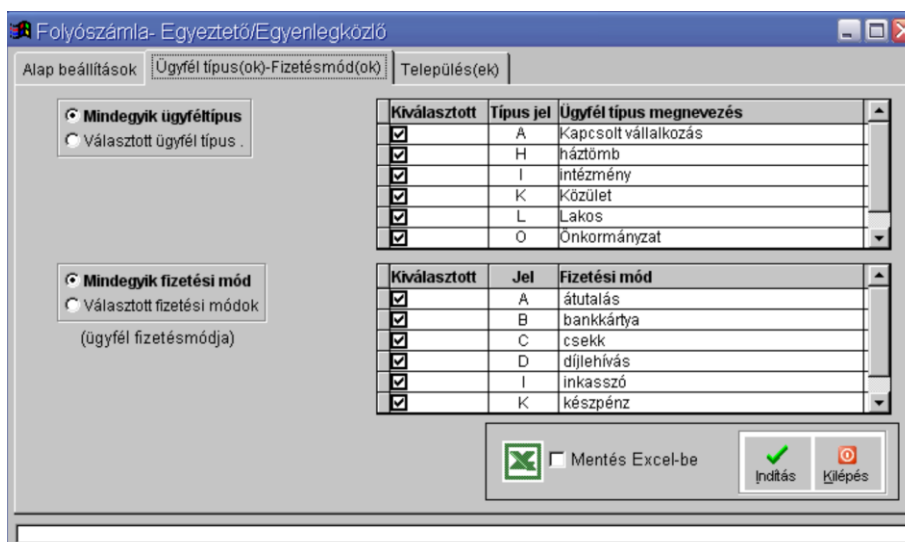 Folyószámla- Egyeztető/Egyenlegközlő
Alap beállítások Ügyfél típus(ok)-Fizetésmód(ok) Település(ek)
Mindegyik ügyféltípus
Választott ügyfél típus .
Kiválasztott Típus jel Ügyfél típus megnevezés
A Kapcsolt vállalkozás
H háztömb
I intézmény
K Közület
L Lakos
O Önkormányzat
Mindegyik fizetési mód
Választott fizetési módok
(ügyfél fizetésmódja)
Kiválasztott Jel Fizetési mód
A átutalás
B bankkártya
C csekk
D díjlehívás
I inkasszó
K készpénz
Mentés Excel-be
Indítás Kilépés